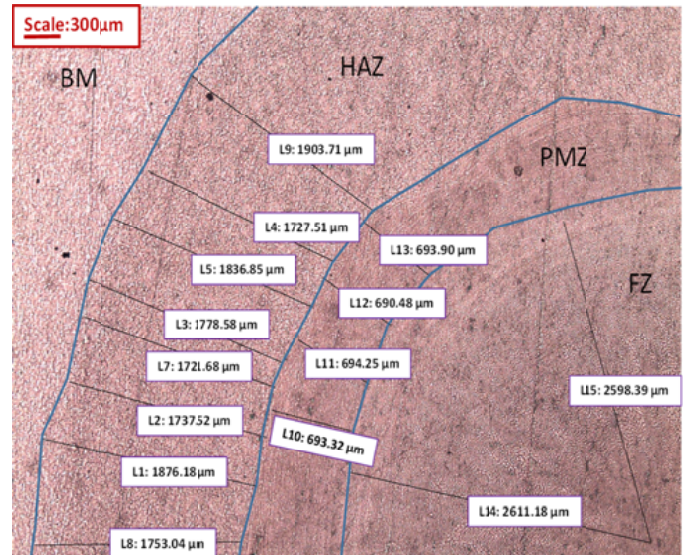 Scale:300µm
BM
HAZ
L9: 1903.71 µm
PMZ
L4: 1727.51 µm
L13: 693.90 µm
L5: 1836.85 µm
FZ
L12: 690.48 µm
L3: 1778.58 µm
L11: 694.25 µm
L7: 1721.68 µm
L15: 2598.39 µm
L2: 1737.52 µm
L10: 693.32 µm
L1: 1876.18µm
L14: 2611.18 µm
L8: 1753.04 µm